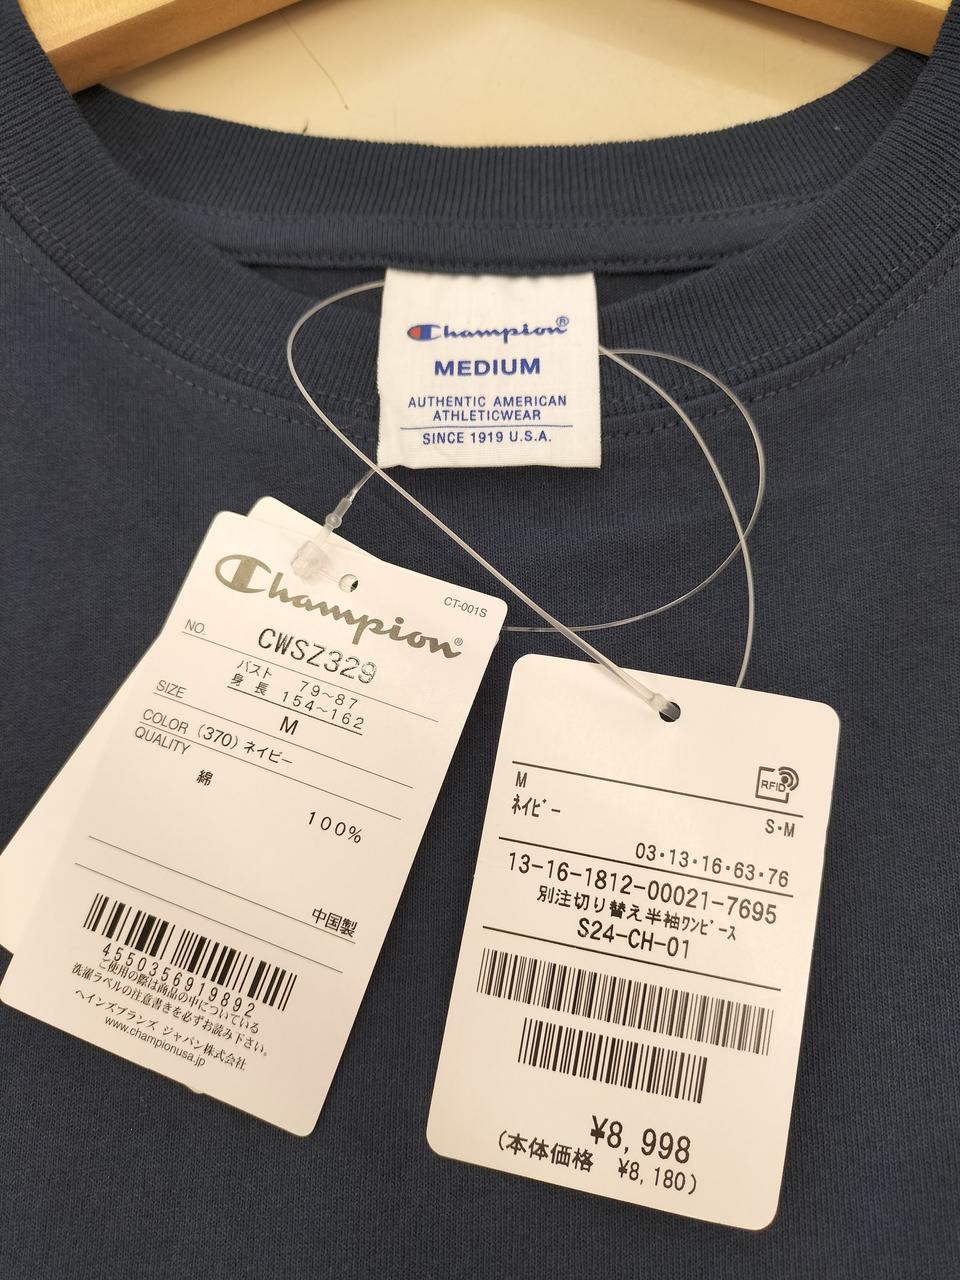 Champion®
MEDIUM
AUTHENTIC AMERICAN
ATHLETICWEAR
SINCE 1919 U.S.A.
Champion®
CT-001S
NO. CWSZ329
バスト 79～87
身長 154～162
SIZE M
COLOR (370) ネイビー
QUALITY
綿
100%
中国製
4550356919892
ご使用の際は商品の中についている
洗濯ラベルの注意書きを必ずお読み下さい。
ヘインズブランズ ジャパン株式会社
www.championusa.jp
RFID
M
ﾈｲﾋﾞｰ
S・M
03・13・16・63・76
13-16-1812-00021-7695
別注切り替え半袖ﾜﾝﾋﾟｰｽ
S24-CH-01
¥8,998
(本体価格 ¥8,180)